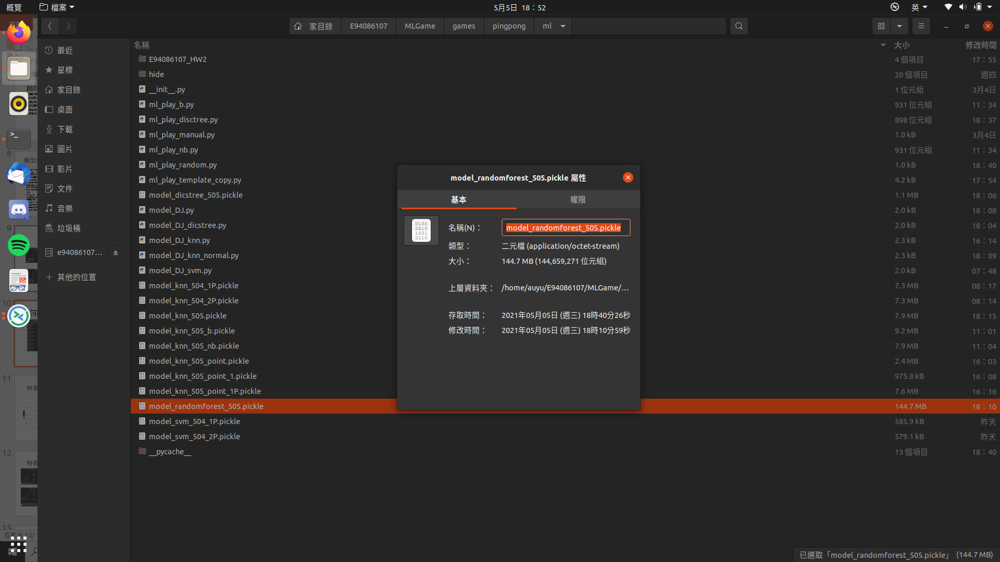 概覽
檔案
5月5日 18：52
英
家目錄
E94086107
MLGame
games
pingpong
ml
名稱
大小
修改時間
最近
星標
家目錄
桌面
下載
圖片
影片
文件
音樂
垃圾桶
e94086107...
其他的位置
E94086107_HW2 4 個項目 17：55
hide 20 個項目 週四
__init__.py 1 位元組 3月4日
ml_play_b.py 931 位元組 11：34
ml_play_disctree.py 898 位元組 18：37
ml_play_manual.py 1.0 kB 3月4日
ml_play_nb.py 931 位元組 11：34
ml_play_random.py 1.0 kB 18：40
ml_play_template_copy.py 4.2 kB 17：54
model_dicstree_505.pickle 1.1 MB 18：06
model_DJ.py 2.0 kB 18：08
model_DJ_dicstree.py 2.0 kB 18：04
model_DJ_knn.py 2.3 kB 16：14
model_DJ_knn_normal.py 2.3 kB 18：09
model_DJ_svm.py 2.0 kB 07：48
model_knn_504_1P.pickle 7.3 MB 08：17
model_knn_504_2P.pickle 7.3 MB 08：14
model_knn_505.pickle 7.9 MB 18：15
model_knn_505_b.pickle 9.2 MB 11：01
model_knn_505_nb.pickle 7.9 MB 11：04
model_knn_505_point.pickle 2.4 MB 16：03
model_knn_505_point_1.pickle 975.8 kB 16：08
model_knn_505_point_1P.pickle 7.6 MB 16：16
model_randomforest_505.pickle 144.7 MB 18：10
model_svm_504_1P.pickle 585.9 kB 昨天
model_svm_504_2P.pickle 579.1 kB 昨天
__pycache__ 13 個項目 18：40
model_randomforest_505.pickle 屬性
基本
權限
名稱(N)： model_randomforest_505.pickle
類型： 二元檔 (application/octet-stream)
大小： 144.7 MB (144,659,271 位元組)
上層資料夾： /home/auyu/E94086107/MLGame/...
存取時間： 2021年05月05日 (週三) 18時40分26秒
修改時間： 2021年05月05日 (週三) 18時10分59秒
8
9
10
11
12
13
已選取「model_randomforest_505.pickle」 (144.7 MB)